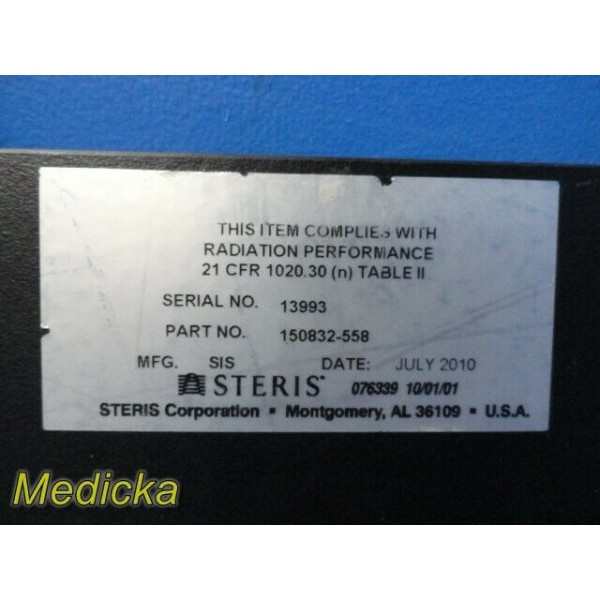 THIS ITEM COMPLIES WITH
RADIATION PERFORMANCE
21 CFR 1020.30 (n) TABLE II
SERIAL NO. 13993
PART NO. 150832-558
MFG. SIS DATE: JULY 2010
STERIS® 076339 10/01/01
STERIS Corporation ▪ Montgomery, AL 36109 ▪ U.S.A.
Medicka